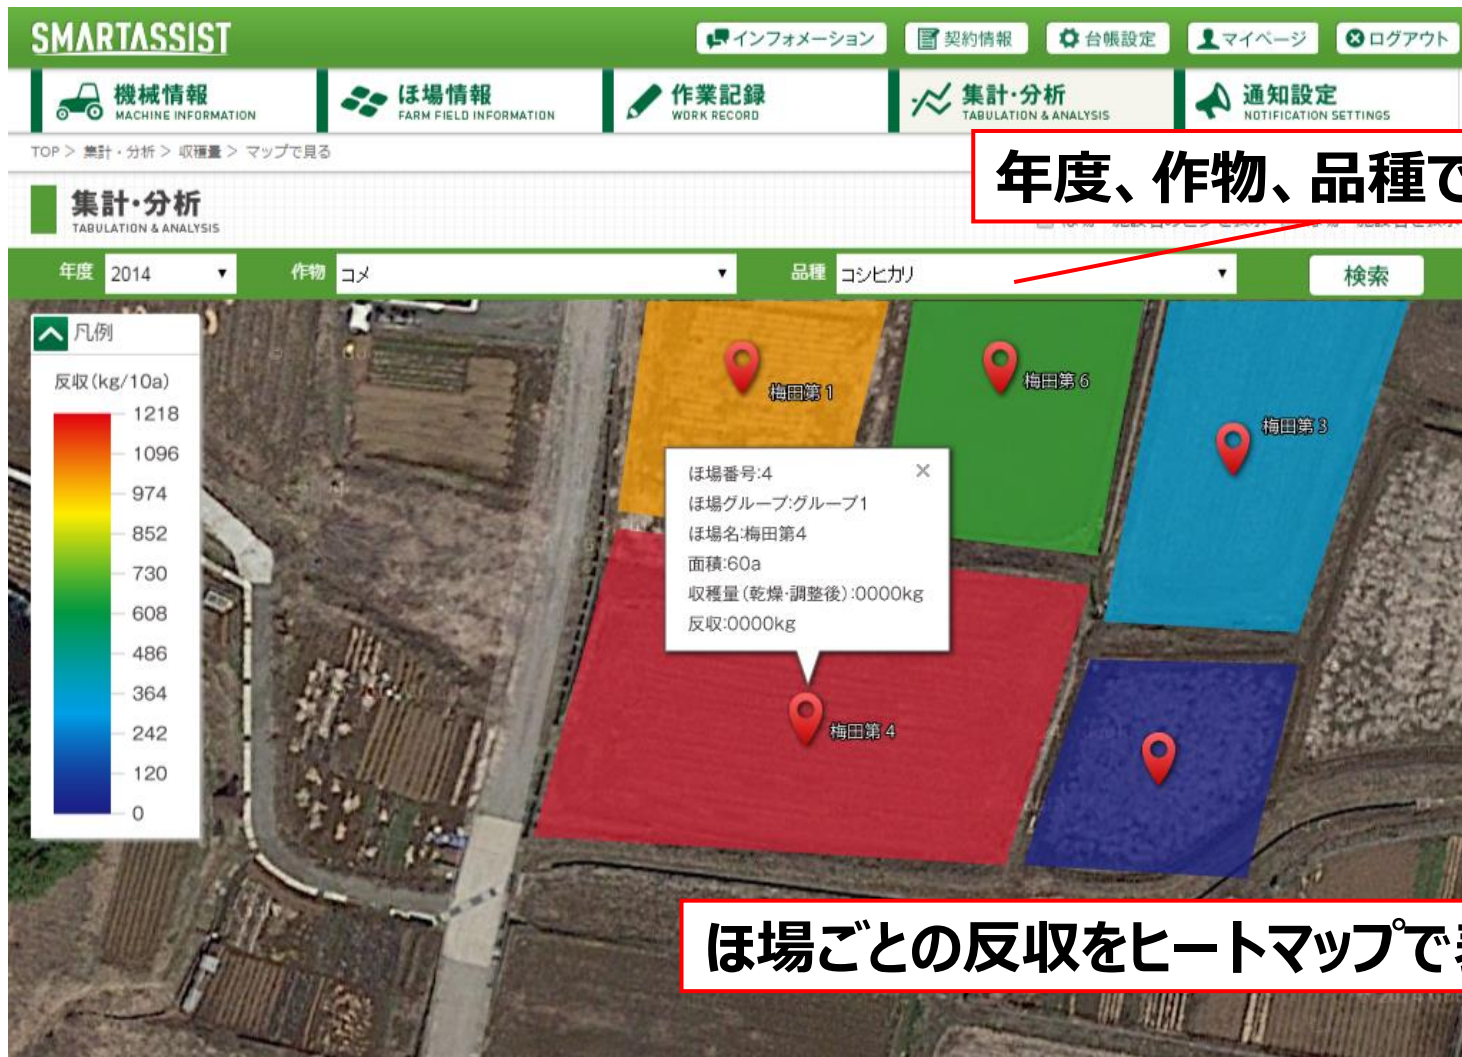 SMARTASSIST
インフォメーション
契約情報
台帳設定
マイページ
ログアウト
機械情報
MACHINE INFORMATION
ほ場情報
FARM FIELD INFORMATION
作業記録
WORK RECORD
集計・分析
TABULATION & ANALYSIS
通知設定
NOTIFICATION SETTINGS
TOP > 集計・分析 > 収穫量 > マップで見る
年度、作物、品種で
集計・分析
TABULATION & ANALYSIS
年度 2014 作物 コメ 品種 コシヒカリ 検索
凡例
反収(kg/10a)
1218
1096
974
852
730
608
486
364
242
120
0
梅田第1
梅田第6
梅田第3
ほ場番号:4
ほ場グループ:グループ1
ほ場名:梅田第4
面積:60a
収穫量(乾燥・調整後):0000kg
反収:0000kg
梅田第4
ほ場ごとの反収をヒートマップで